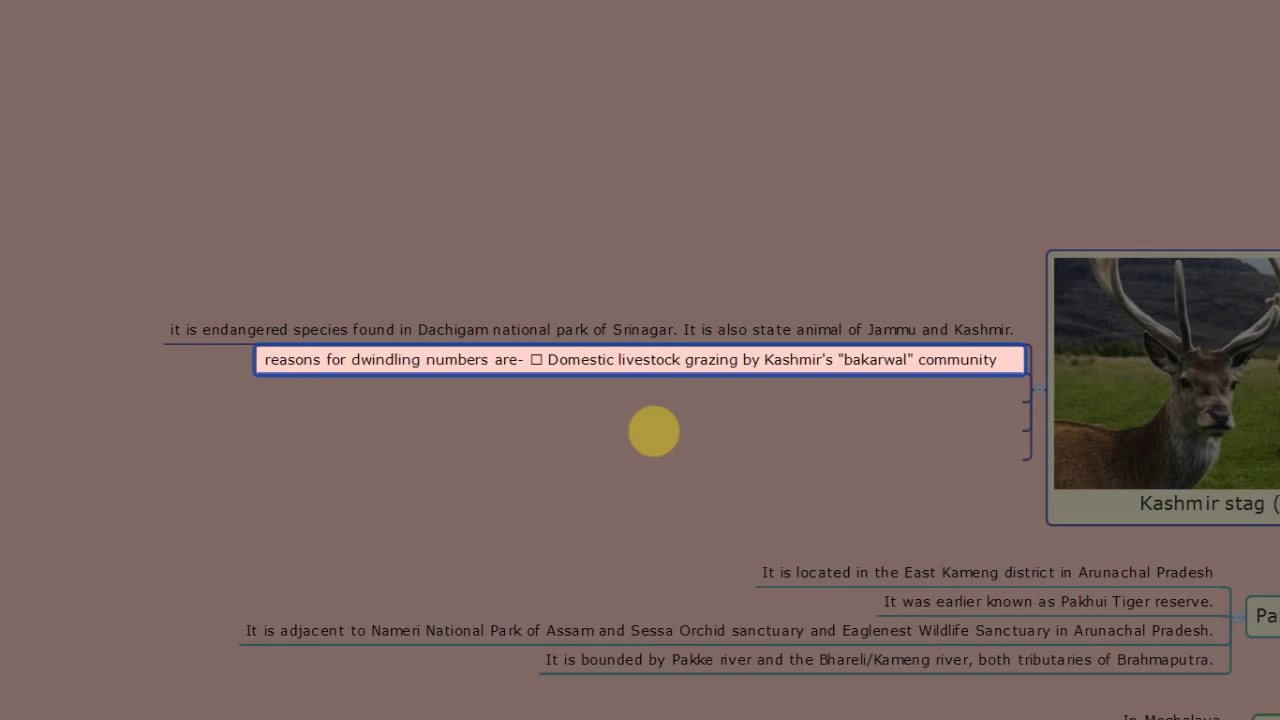 it is endangered species found in Dachigam national park of Srinagar. It is also state animal of Jammu and Kashmir.
reasons for dwindling numbers are- ☐ Domestic livestock grazing by Kashmir's "bakarwal" community
Kashmir stag (
It is located in the East Kameng district in Arunachal Pradesh
It was earlier known as Pakhui Tiger reserve.
It is adjacent to Nameri National Park of Assam and Sessa Orchid sanctuary and Eaglenest Wildlife Sanctuary in Arunachal Pradesh.
It is bounded by Pakke river and the Bhareli/Kameng river, both tributaries of Brahmaputra.